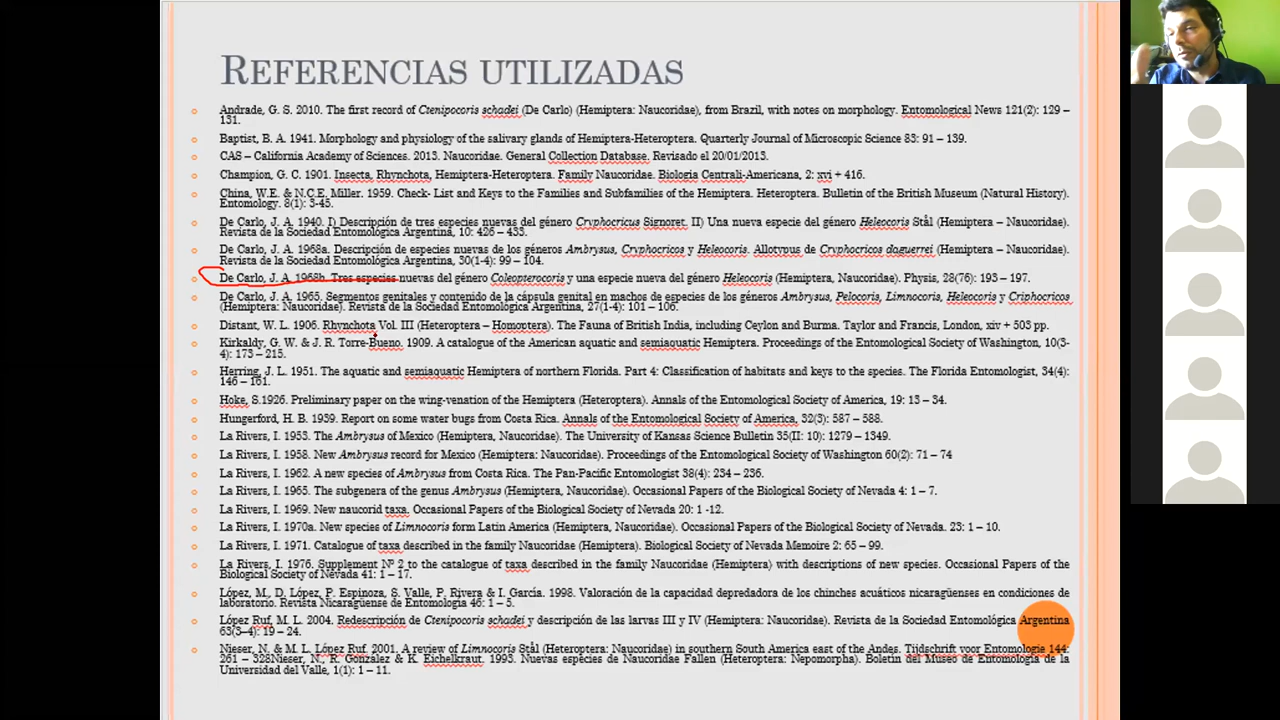 REFERENCIAS UTILIZADAS
Andrade, G. S. 2010. The first record of Ctenipocoris schadei (De Carlo) (Hemiptera: Naucoridae), from Brazil, with notes on morphology. Entomological News 121(2): 129 –
131.
Baptist, B. A. 1941. Morphology and physiology of the salivary glands of Hemiptera-Heteroptera. Quarterly Journal of Microscopic Science 83: 91 – 139.
CAS – California Academy of Sciences. 2013. Naucoridae. General Collection Database. Revisado el 20/01/2013.
Champion, G. C. 1901. Insecta, Rhynchota, Hemiptera-Heteroptera. Family Naucoridae. Biologia Centrali-Americana, 2: xvi + 416.
China, W.E. & N.C.E, Miller. 1959. Check- List and Keys to the Families and Subfamilies of the Hemiptera. Heteroptera. Bulletin of the British Museum (Natural History).
Entomology. 8(1): 3-45.
De Carlo, J. A. 1940. I) Descripción de tres especies nuevas del género Cryphocricus Signoret. II) Una nueva especie del género Heleocoris Stål (Hemiptera – Naucoridae).
Revista de la Sociedad Entomológica Argentina, 10: 426 – 433.
De Carlo, J. A. 1968a. Descripción de especies nuevas de los géneros Ambrysus, Cryphocricos y Heleocoris. Allotypus de Cryphocricos daguerrei (Hemiptera – Naucoridae).
Revista de la Sociedad Entomológica Argentina, 30(1-4): 99 – 104.
De Carlo, J. A. 1968b. Tres especies nuevas del género Coleopterocoris y una especie nueva del género Heleocoris (Hemiptera, Naucoridae). Physis, 28(76): 193 – 197.
De Carlo, J. A. 1965. Segmentos genitales y contenido de la cápsula genital en machos de especies de los géneros Ambrysus, Pelocoris, Limnocoris, Heleocoris y Criphocricos
(Hemiptera: Naucoridae). Revista de la Sociedad Entomológica Argentina, 27(1-4): 101 – 106.
Distant, W. L. 1906. Rhynchota Vol. III (Heteroptera – Homoptera). The Fauna of British India, including Ceylon and Burma. Taylor and Francis, London, xiv + 503 pp.
Kirkaldy, G. W. & J. R. Torre-Bueno. 1909. A catalogue of the American aquatic and semiaquatic Hemiptera. Proceedings of the Entomological Society of Washington, 10(3-
4): 173 – 215.
Herring, J. L. 1951. The aquatic and semiaquatic Hemiptera of northern Florida. Part 4: Classification of habitats and keys to the species. The Florida Entomologist, 34(4):
146 – 161.
Hoke, S.1926. Preliminary paper on the wing-venation of the Hemiptera (Heteroptera). Annals of the Entomological Society of America, 19: 13 – 34.
Hungerford, H. B. 1939. Report on some water bugs from Costa Rica. Annals of the Entomological Society of America, 32(3): 587 – 588.
La Rivers, I. 1953. The Ambrysus of Mexico (Hemiptera, Naucoridae). The University of Kansas Science Bulletin 35(II: 10): 1279 – 1349.
La Rivers, I. 1958. New Ambrysus record for Mexico (Hemiptera: Naucoridae). Proceedings of the Entomological Society of Washington 60(2): 71 – 74
La Rivers, I. 1962. A new species of Ambrysus from Costa Rica. The Pan-Pacific Entomologist 38(4): 234 – 236.
La Rivers, I. 1965. The subgenera of the genus Ambrysus (Hemiptera, Naucoridae). Occasional Papers of the Biological Society of Nevada 4: 1 – 7.
La Rivers, I. 1969. New naucorid taxa. Occasional Papers of the Biological Society of Nevada 20: 1 -12.
La Rivers, I. 1970a. New species of Limnocoris form Latin America (Hemiptera, Naucoridae). Occasional Papers of the Biological Society of Nevada. 23: 1 – 10.
La Rivers, I. 1971. Catalogue of taxa described in the family Naucoridae (Hemiptera). Biological Society of Nevada Memoire 2: 65 – 99.
La Rivers, I. 1976. Supplement Nº 2 to the catalogue of taxa described in the family Naucoridae (Hemiptera) with descriptions of new species. Occasional Papers of the
Biological Society of Nevada 41: 1 – 17.
López, M., D. López, P. Espinoza, S. Valle, P. Rivera & I. García. 1998. Valoración de la capacidad depredadora de los chinches acuáticos nicaragüenses en condiciones de
laboratorio. Revista Nicaragüense de Entomología 46: 1 – 5.
López Ruf, M. L. 2004. Redescripción de Ctenipocoris schadei y descripción de las larvas III y IV (Hemiptera: Naucoridae). Revista de la Sociedad Entomológica Argentina
63(3–4): 19 – 24.
Nieser, N. & M. L. López Ruf. 2001. A review of Limnocoris Stål (Heteroptera: Naucoridae) in southern South America east of the Andes. Tijdschrift voor Entomologie 144:
261 – 328Nieser, N., R. González & K. Eichelkraut. 1993. Nuevas especies de Naucoridae Fallen (Heteroptera: Nepomorpha). Boletín del Museo de Entomología de la
Universidad del Valle, 1(1): 1 – 11.